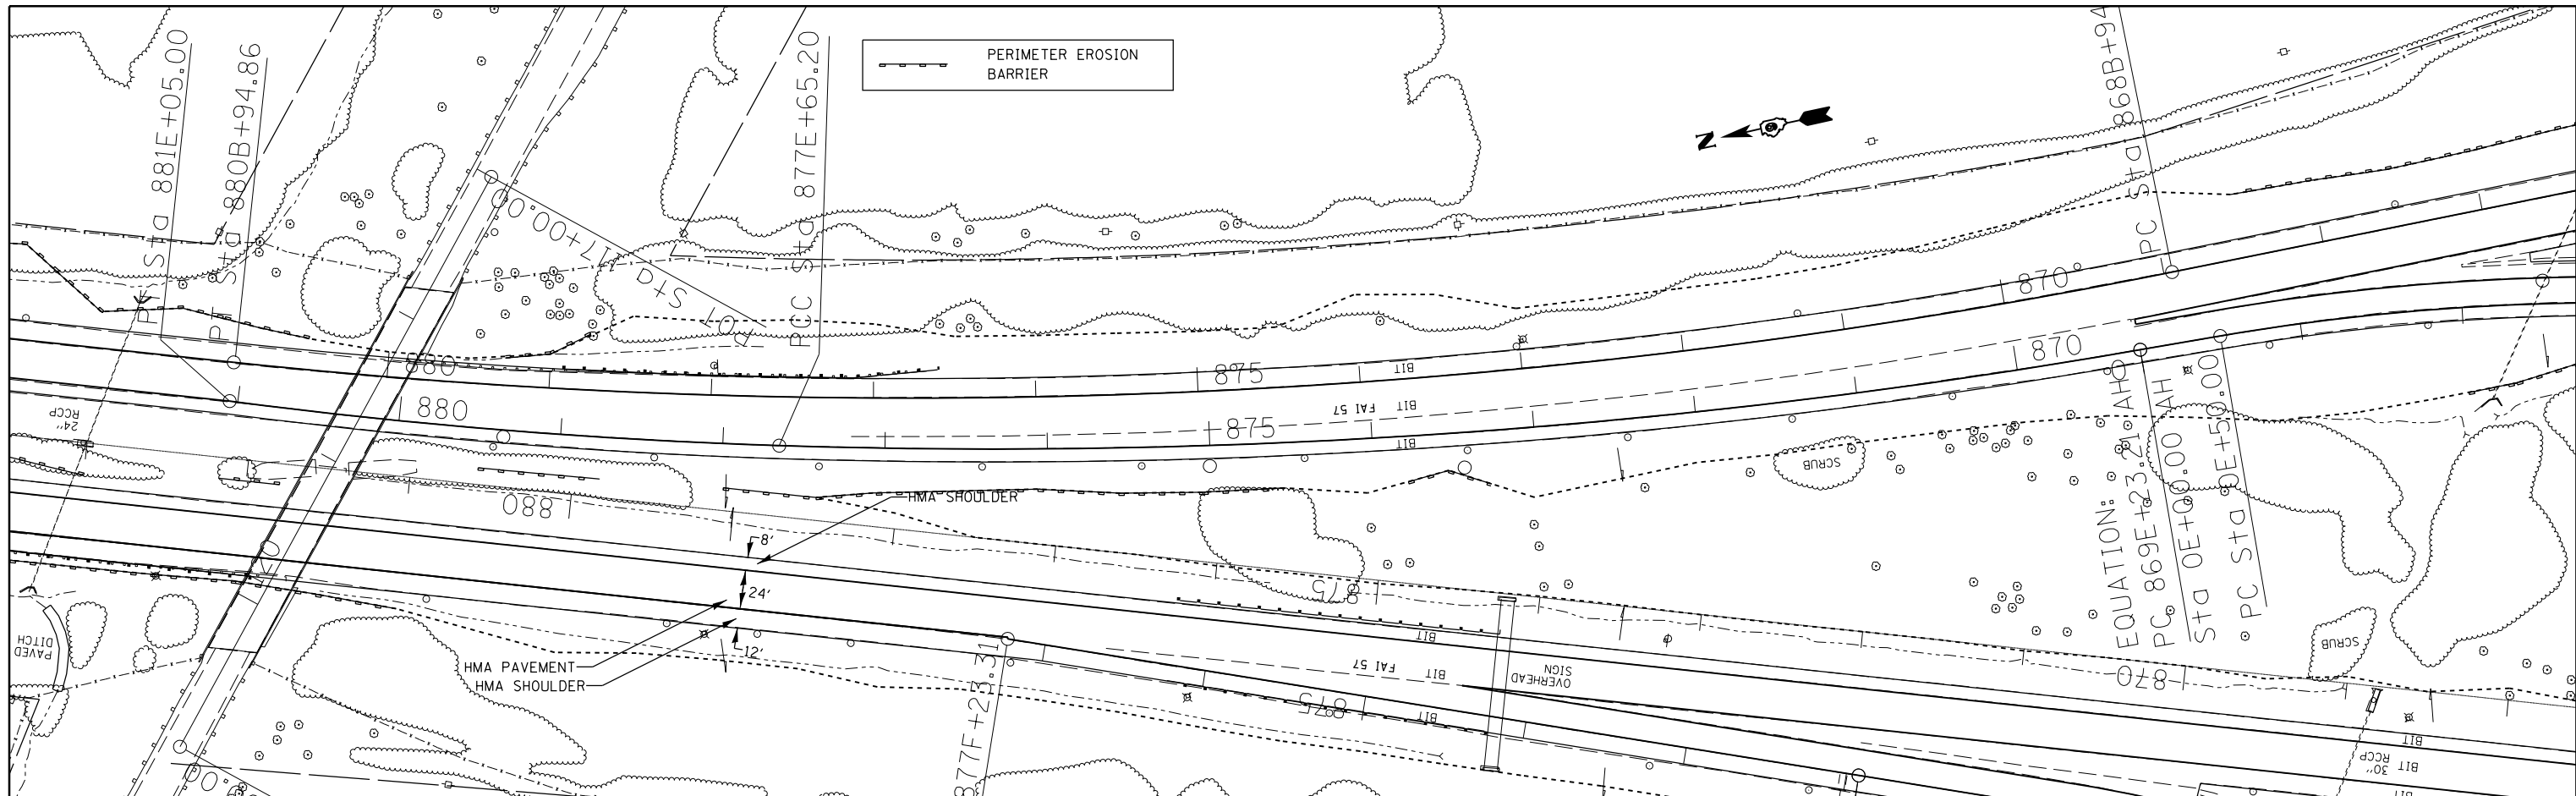 PERIMETER EROSION
BARRIER
N
PT Sta 881E+05.00
PT Sta 880B+94.86
POT Sta 17+00.00
PCC Sta 877E+65.20
PC Sta 868B+94
870
870
880
880
875
875
BIT
BIT
FAI 57
BIT
24" RCCP
SCRUB
EQUATION:
PC 869E+23.21 AHD
Sta 0E+00.00 AH
PC Sta 0E+50.00
HMA SHOULDER
8'
24'
12'
HMA PAVEMENT
HMA SHOULDER
880
875
875
870
BIT
FAI 57
BIT
BIT
OVERHEAD
SIGN
SCRUB
PAVED
DITCH
877F+23.31
BIT
BIT
30" RCCP
BIT